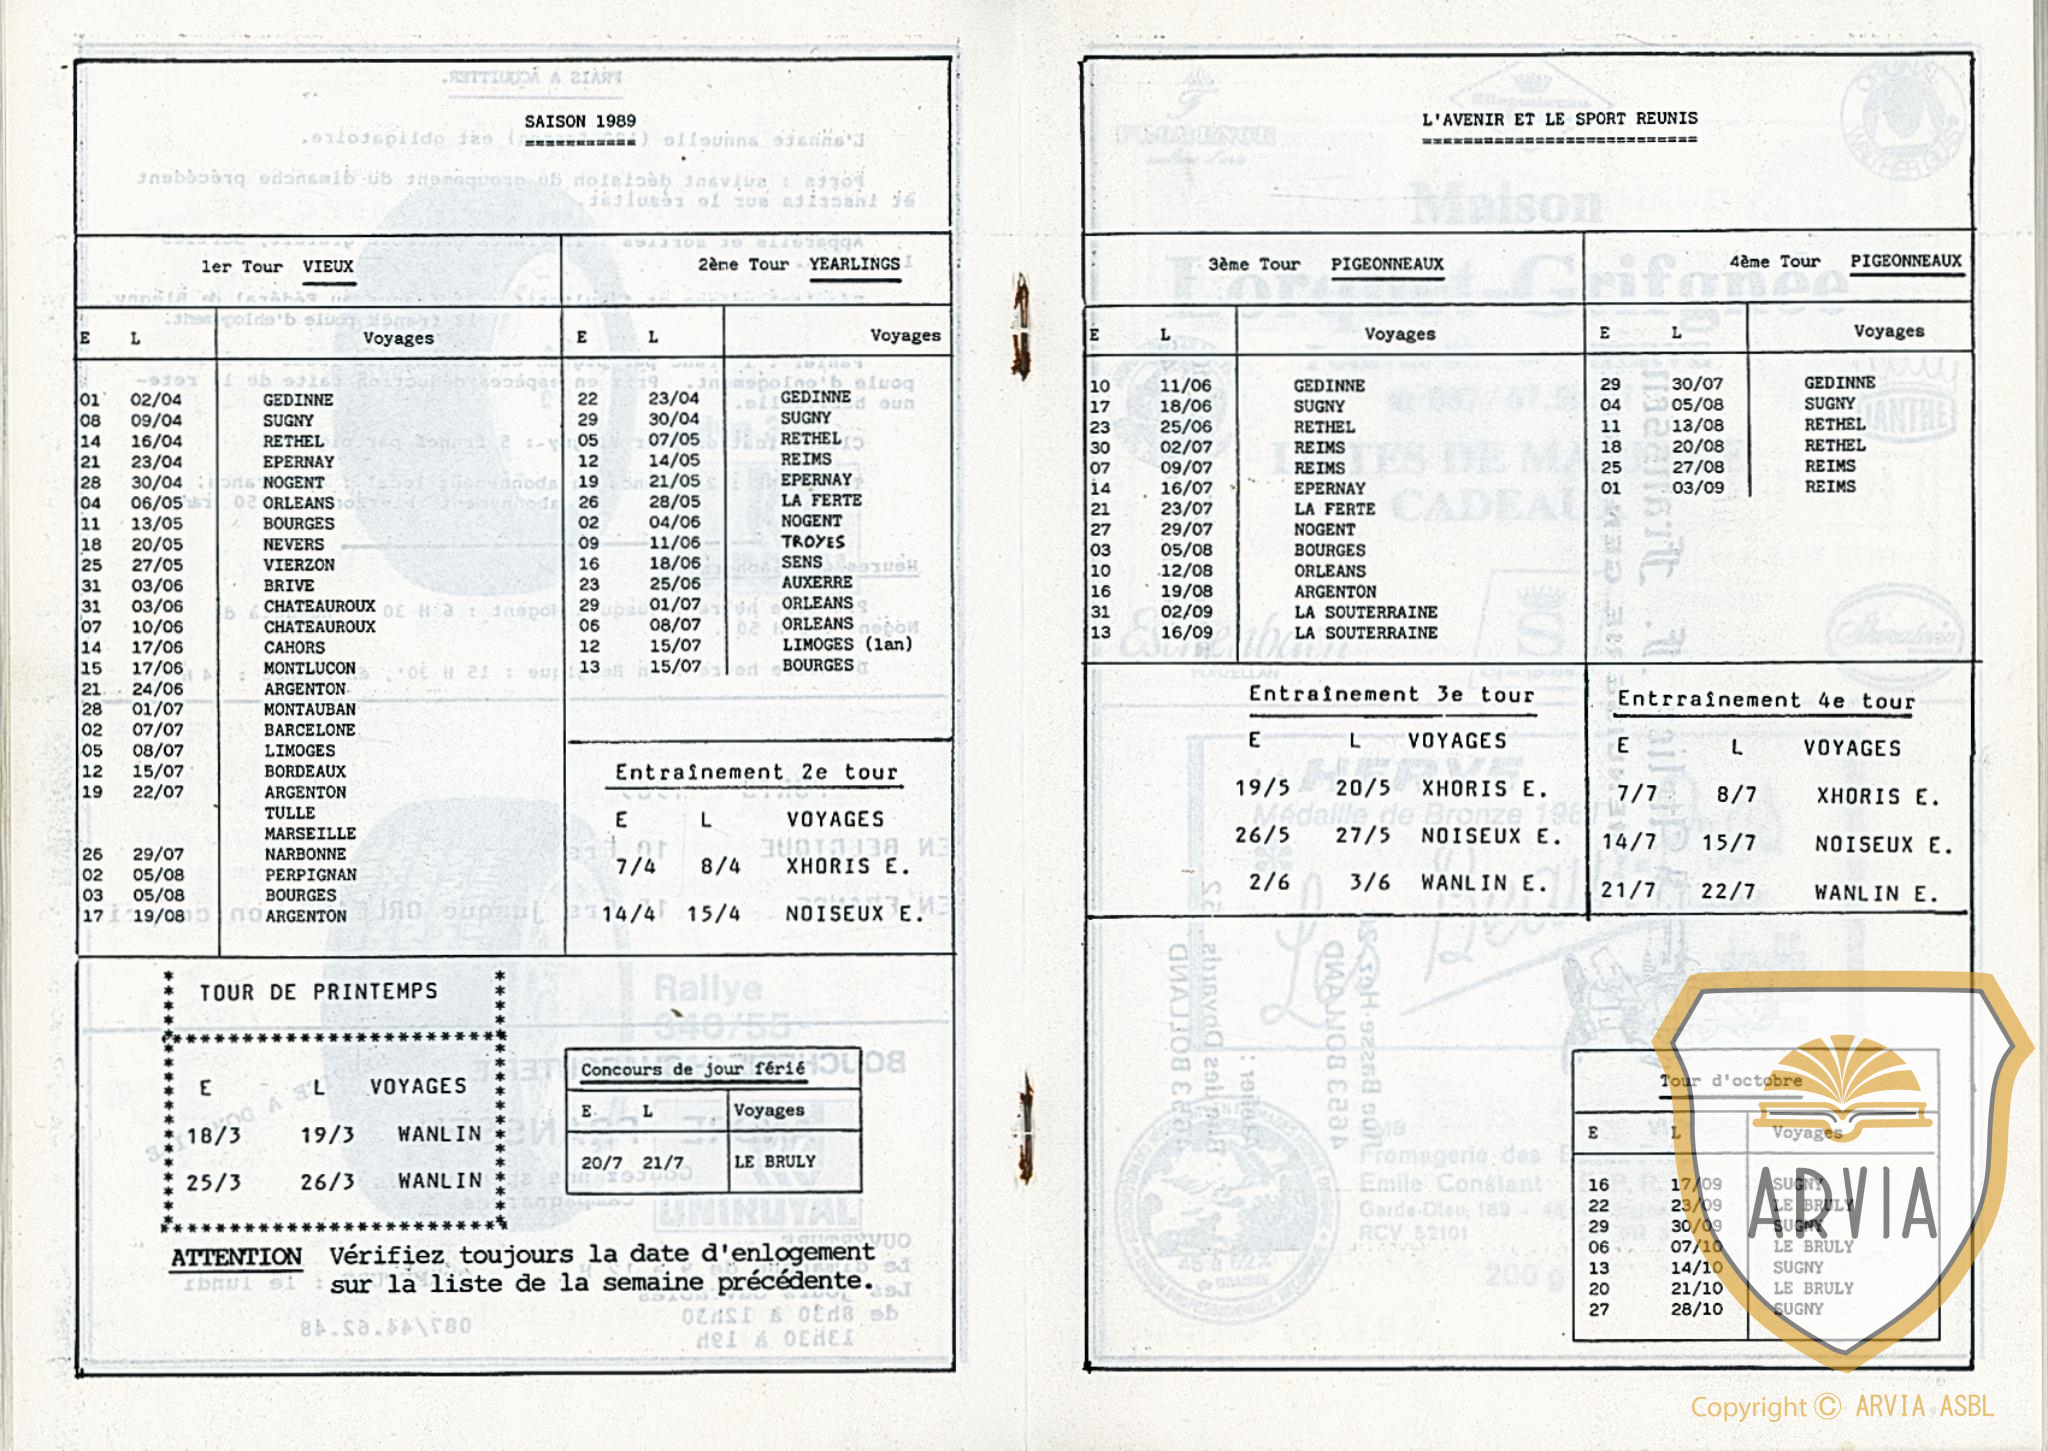 SAISON 1989
===========
1er Tour VIEUX
E L Voyages
01 02/04 GEDINNE
08 09/04 SUGNY
14 16/04 RETHEL
21 23/04 EPERNAY
28 30/04 NOGENT
04 06/05 ORLEANS
11 13/05 BOURGES
18 20/05 NEVERS
25 27/05 VIERZON
31 03/06 BRIVE
31 03/06 CHATEAUROUX
07 10/06 CHATEAUROUX
14 17/06 CAHORS
15 17/06 MONTLUCON
21 24/06 ARGENTON
28 01/07 MONTAUBAN
02 07/07 BARCELONE
05 08/07 LIMOGES
12 15/07 BORDEAUX
19 22/07 ARGENTON
TULLE
MARSEILLE
26 29/07 NARBONNE
02 05/08 PERPIGNAN
03 05/08 BOURGES
17 19/08 ARGENTON
2ème Tour YEARLINGS
E L Voyages
22 23/04 GEDINNE
29 30/04 SUGNY
05 07/05 RETHEL
12 14/05 REIMS
19 21/05 EPERNAY
26 28/05 LA FERTE
02 04/06 NOGENT
09 11/06 TROYES
16 18/06 SENS
23 25/06 AUXERRE
29 01/07 ORLEANS
06 08/07 ORLEANS
12 15/07 LIMOGES (1an)
13 15/07 BOURGES
Entraînement 2e tour
E L VOYAGES
7/4 8/4 XHORIS E.
14/4 15/4 NOISEUX E.
TOUR DE PRINTEMPS
E L VOYAGES
18/3 19/3 WANLIN
25/3 26/3 WANLIN
Concours de jour férié
E L Voyages
20/7 21/7 LE BRULY
ATTENTION Vérifiez toujours la date d'enlogement
sur la liste de la semaine précédente.
L'AVENIR ET LE SPORT REUNIS
===========================
3ème Tour PIGEONNEAUX
E L Voyages
10 11/06 GEDINNE
17 18/06 SUGNY
23 25/06 RETHEL
30 02/07 REIMS
07 09/07 REIMS
14 16/07 EPERNAY
21 23/07 LA FERTE
27 29/07 NOGENT
03 05/08 BOURGES
10 12/08 ORLEANS
16 19/08 ARGENTON
31 02/09 LA SOUTERRAINE
13 16/09 LA SOUTERRAINE
4ème Tour PIGEONNEAUX
E L Voyages
29 30/07 GEDINNE
04 05/08 SUGNY
11 13/08 RETHEL
18 20/08 RETHEL
25 27/08 REIMS
01 03/09 REIMS
Entraînement 3e tour
E L VOYAGES
19/5 20/5 XHORIS E.
26/5 27/5 NOISEUX E.
2/6 3/6 WANLIN E.
Entrraînement 4e tour
E L VOYAGES
7/7 8/7 XHORIS E.
14/7 15/7 NOISEUX E.
21/7 22/7 WANLIN E.
Tour d'octobre
E L Voyages
16 17/09 SUGNY
22 23/09 LE BRULY
29 30/09 SUGNY
06 07/10 LE BRULY
13 14/10 SUGNY
20 21/10 LE BRULY
27 28/10 SUGNY
ARVIA
Copyright © ARVIA ASBL